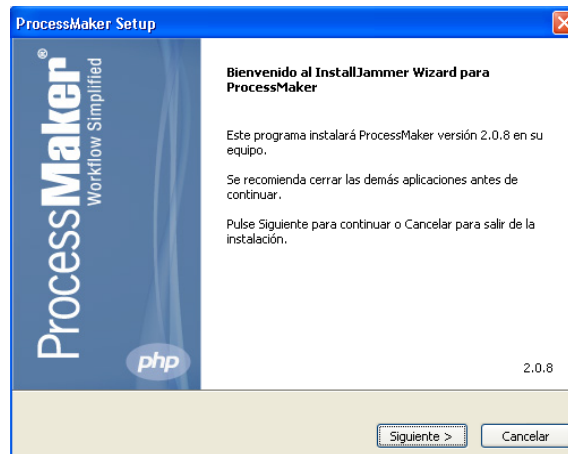 ProcessMaker Setup
ProcessMaker®
Workflow Simplified
php
Bienvenido al InstallJammer Wizard para
ProcessMaker
Este programa instalará ProcessMaker versión 2.0.8 en su
equipo.
Se recomienda cerrar las demás aplicaciones antes de
continuar.
Pulse Siguiente para continuar o Cancelar para salir de la
instalación.
2.0.8
Siguiente >
Cancelar